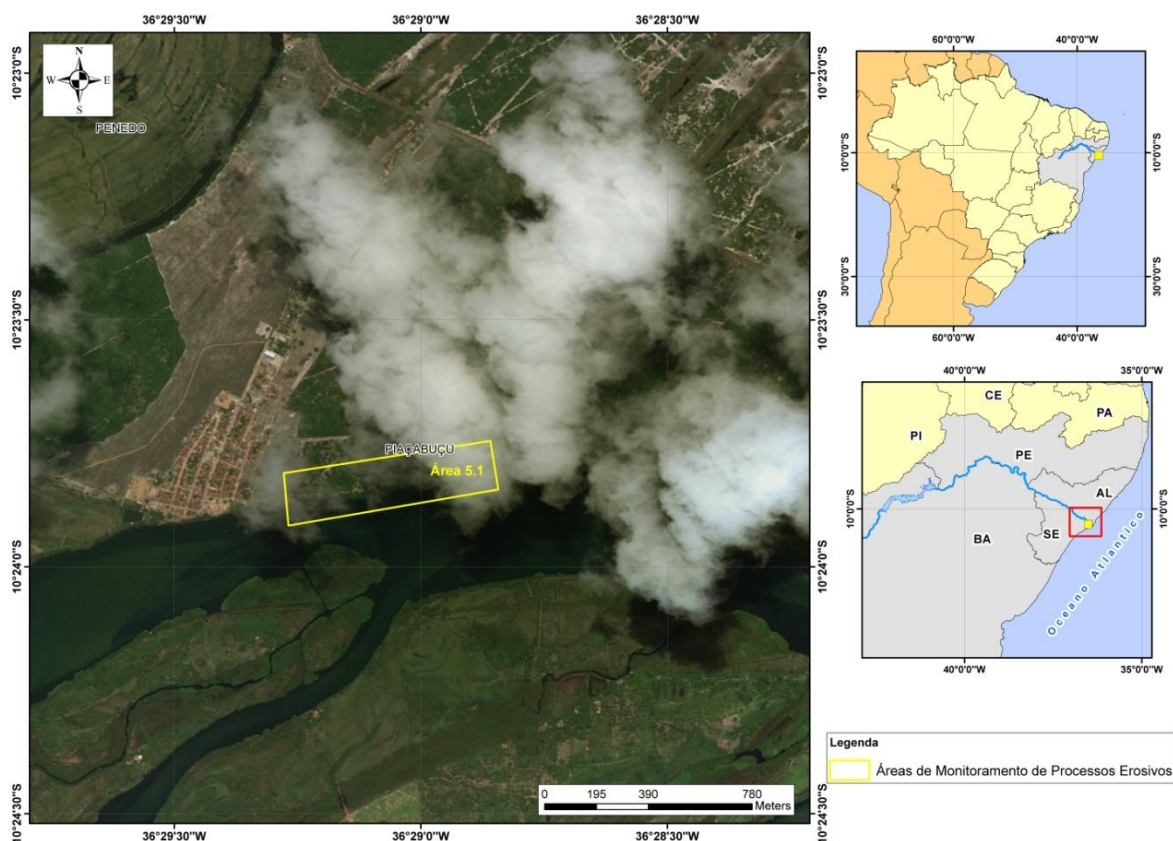 36°29'30"W 36°29'0"W 36°28'30"W
N
W E
S
10°23'0"S
10°23'30"S
10°24'0"S
10°24'30"S
PENEDO
PIAÇABUÇU
Área 5.1
0 195 390 780
Meters
10°23'0"S
10°23'30"S
10°24'0"S
10°24'30"S
36°29'30"W 36°29'0"W 36°28'30"W
60°0'0"W 40°0'0"W
10°0'0"S
30°0'0"S
10°0'0"S
30°0'0"S
60°0'0"W 40°0'0"W
40°0'0"W 35°0'0"W
CE
PA
PI
PE
AL
10°0'0"S
10°0'0"S
SE
BA
Oceano Atlantico
40°0'0"W 35°0'0"W
Legenda
Áreas de Monitoramento de Processos Erosivos